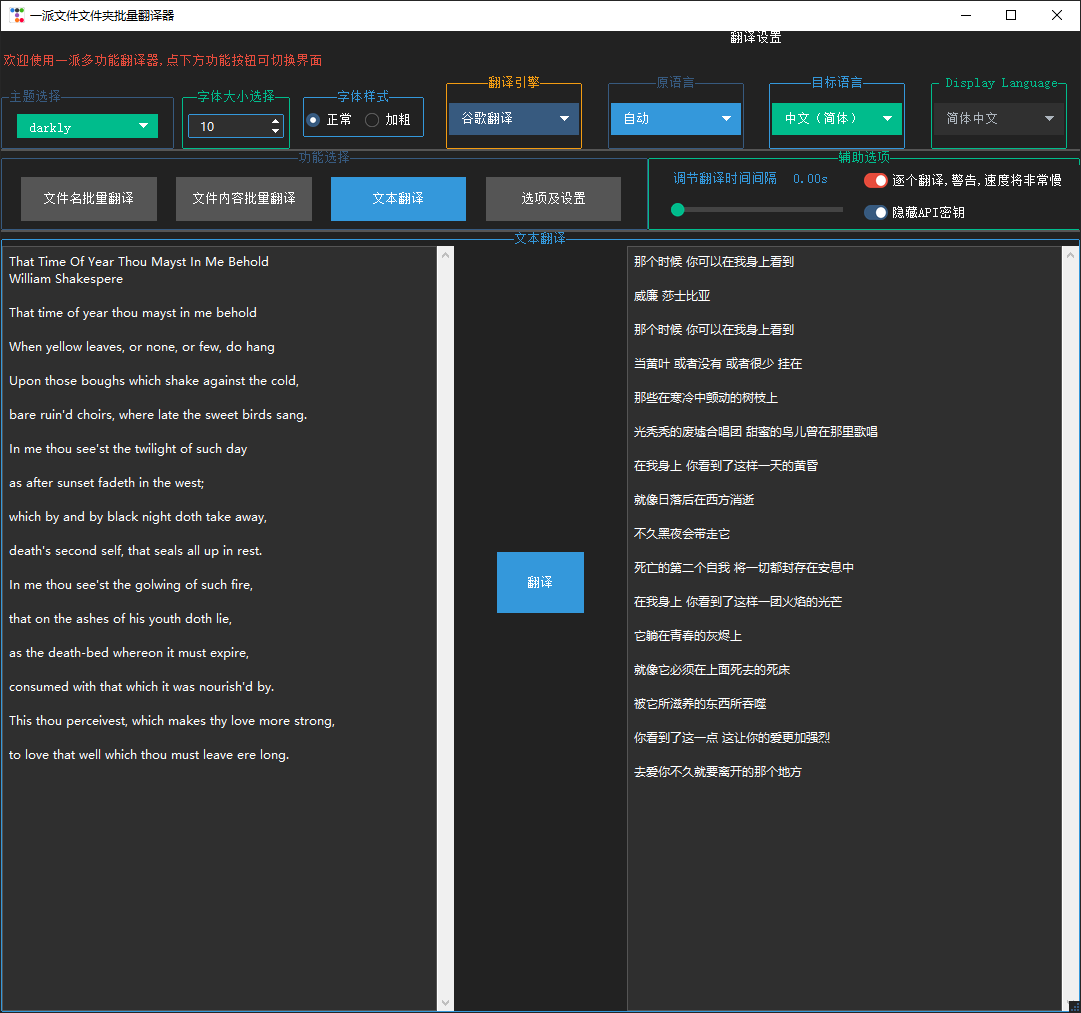 一派文件文件夹批量翻译器
翻译设置
欢迎使用一派多功能翻译器,点下方功能按钮可切换界面
主题选择
darkly
字体大小选择
10
字体样式
正常
加粗
翻译引擎
谷歌翻译
原语言
自动
目标语言
中文（简体）
Display Language
简体中文
功能选择
文件名批量翻译
文件内容批量翻译
文本翻译
选项及设置
辅助选项
调节翻译时间间隔 0.00s
逐个翻译,警告,速度将非常慢
隐藏API密钥
文本翻译
That Time Of Year Thou Mayst In Me Behold
William Shakespere
That time of year thou mayst in me behold
When yellow leaves, or none, or few, do hang
Upon those boughs which shake against the cold,
bare ruin'd choirs, where late the sweet birds sang.
In me thou see'st the twilight of such day
as after sunset fadeth in the west;
which by and by black night doth take away,
death's second self, that seals all up in rest.
In me thou see'st the golwing of such fire,
that on the ashes of his youth doth lie,
as the death-bed whereon it must expire,
consumed with that which it was nourish'd by.
This thou perceivest, which makes thy love more strong,
to love that well which thou must leave ere long.
翻译
那个时候 你可以在我身上看到
威廉 莎士比亚
那个时候 你可以在我身上看到
当黄叶 或者没有 或者很少 挂在
那些在寒冷中颤动的树枝上
光秃秃的废墟合唱团 甜蜜的鸟儿曾在那里歌唱
在我身上 你看到了这样一天的黄昏
就像日落后在西方消逝
不久黑夜会带走它
死亡的第二个自我 将一切都封存在安息中
在我身上 你看到了这样一团火焰的光芒
它躺在青春的灰烬上
就像它必须在上面死去的死床
被它所滋养的东西所吞噬
你看到了这一点 这让你的爱更加强烈
去爱你不久就要离开的那个地方